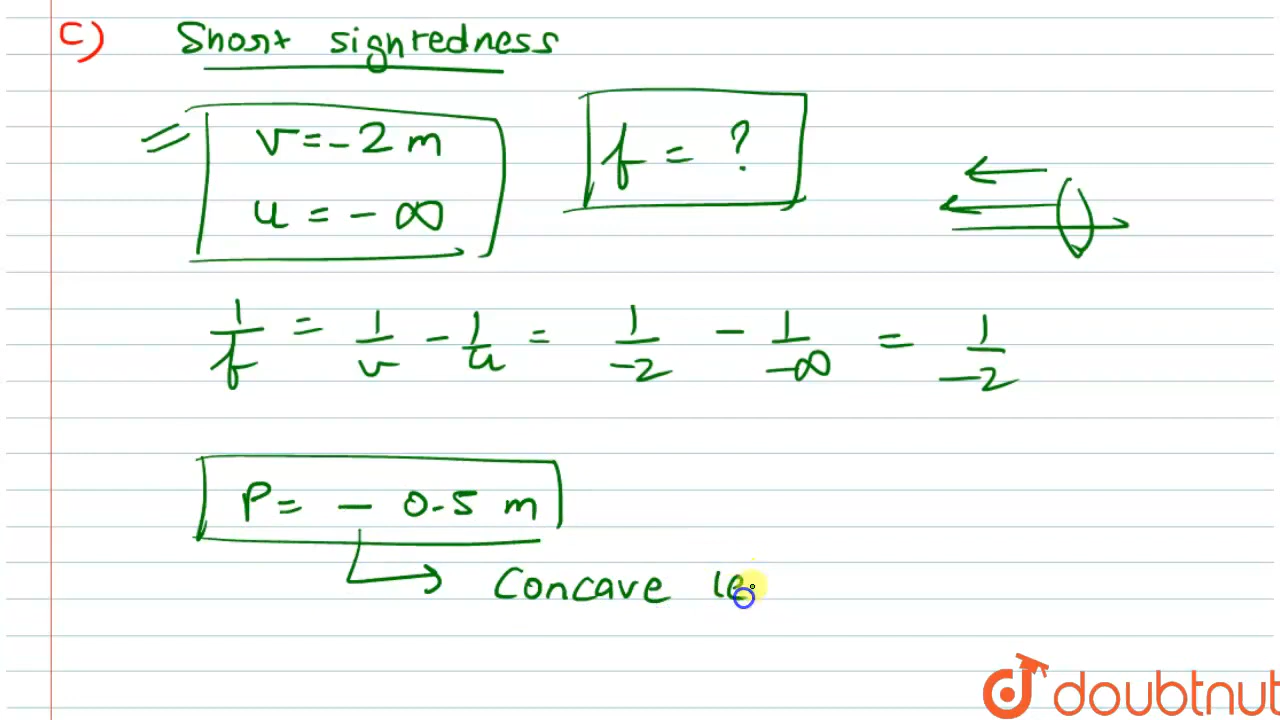 C) Short sightedness
v = - 2 m
u = - ∞
f = ?
1/f = 1/v - 1/u = 1/-2 - 1/-∞ = 1/-2
P = - 0.5 m
Concave le
doubtnut